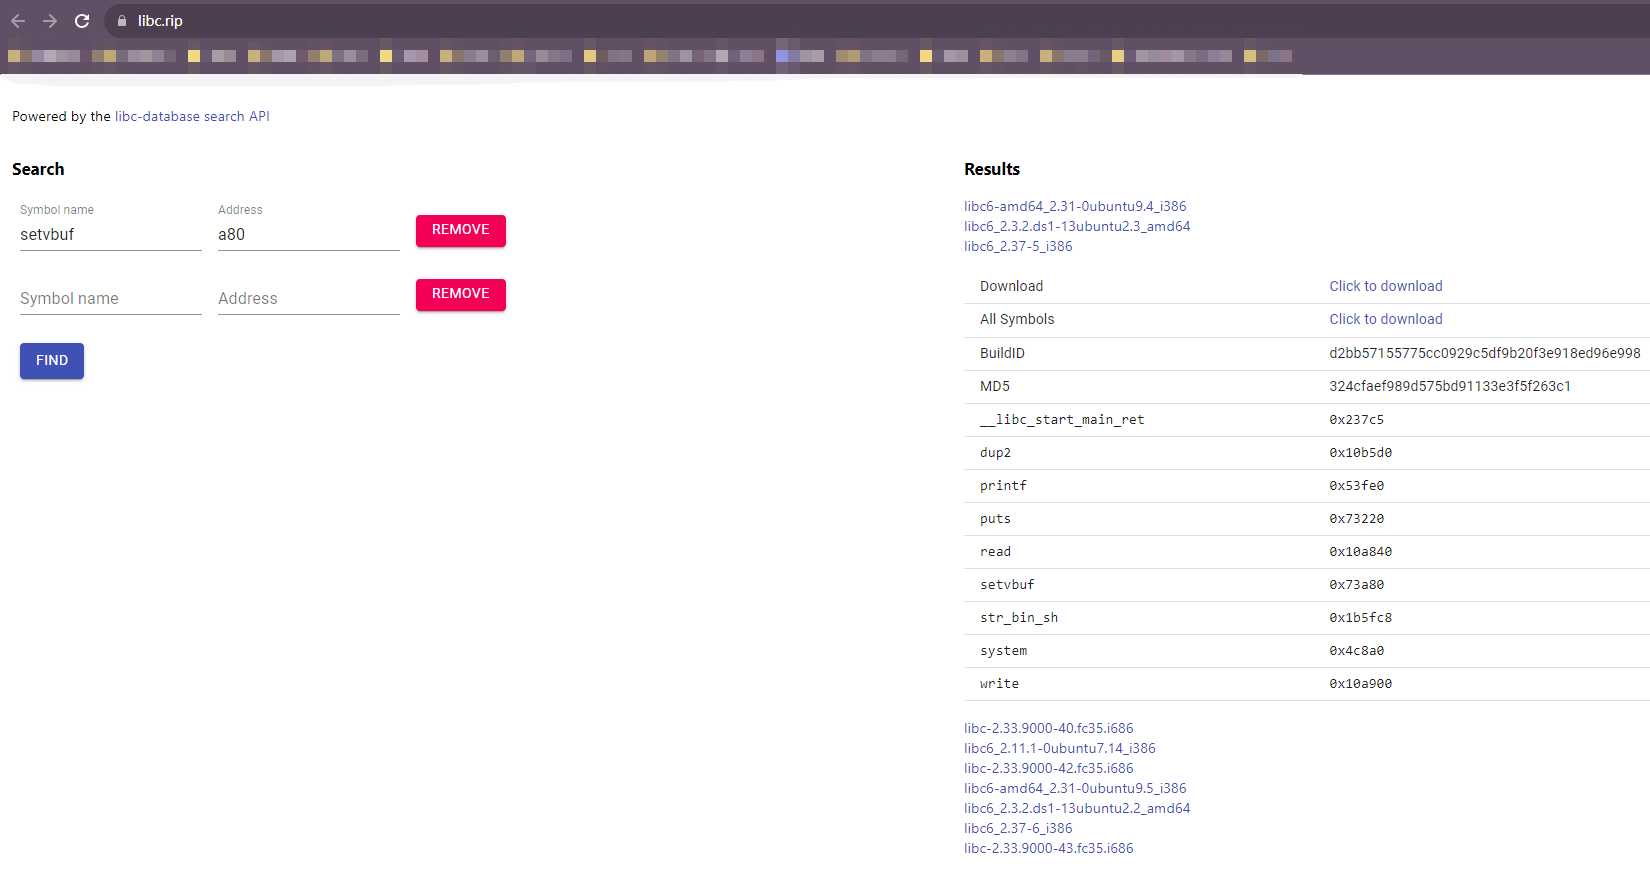 libc.rip
Powered by the libc-database search API
Search
Symbol name Address
setvbuf a80 REMOVE
Symbol name Address REMOVE
FIND
Results
libc6-amd64_2.31-0ubuntu9.4_i386
libc6_2.3.2.ds1-13ubuntu2.3_amd64
libc6_2.37-5_i386
Download Click to download
All Symbols Click to download
BuildID d2bb57155775cc0929c5df9b20f3e918ed96e998
MD5 324cfaef989d575bd91133e3f5f263c1
__libc_start_main_ret 0x237c5
dup2 0x10b5d0
printf 0x53fe0
puts 0x73220
read 0x10a840
setvbuf 0x73a80
str_bin_sh 0x1b5fc8
system 0x4c8a0
write 0x10a900
libc-2.33.9000-40.fc35.i686
libc6_2.11.1-0ubuntu7.14_i386
libc-2.33.9000-42.fc35.i686
libc6-amd64_2.31-0ubuntu9.5_i386
libc6_2.3.2.ds1-13ubuntu2.2_amd64
libc6_2.37-6_i386
libc-2.33.9000-43.fc35.i686